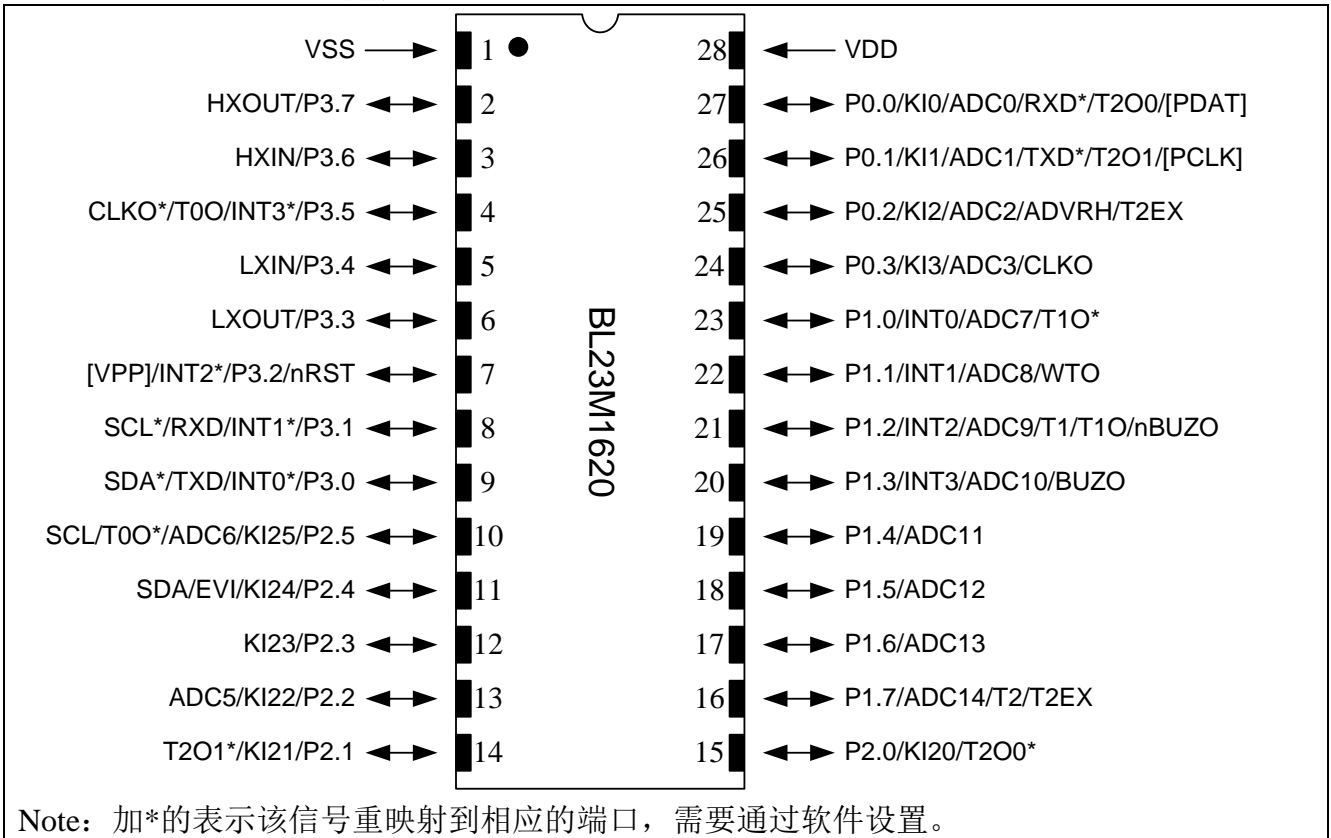 VSS 1 28 VDD
HXOUT/P3.7 2 27 P0.0/KI0/ADC0/RXD*/T2O0/[PDAT]
HXIN/P3.6 3 26 P0.1/KI1/ADC1/TXD*/T2O1/[PCLK]
CLKO*/T0O/INT3*/P3.5 4 25 P0.2/KI2/ADC2/ADVRH/T2EX
LXIN/P3.4 5 24 P0.3/KI3/ADC3/CLKO
LXOUT/P3.3 6 23 P1.0/INT0/ADC7/T1O*
[VPP]/INT2*/P3.2/nRST 7 22 P1.1/INT1/ADC8/WTO
SCL*/RXD/INT1*/P3.1 8 21 P1.2/INT2/ADC9/T1/T1O/nBUZO
SDA*/TXD/INT0*/P3.0 9 20 P1.3/INT3/ADC10/BUZO
SCL/T0O*/ADC6/KI25/P2.5 10 19 P1.4/ADC11
SDA/EVI/KI24/P2.4 11 18 P1.5/ADC12
KI23/P2.3 12 17 P1.6/ADC13
ADC5/KI22/P2.2 13 16 P1.7/ADC14/T2/T2EX
T2O1*/KI21/P2.1 14 15 P2.0/KI20/T2O0*
BL23M1620
Note：加*的表示该信号重映射到相应的端口，需要通过软件设置。